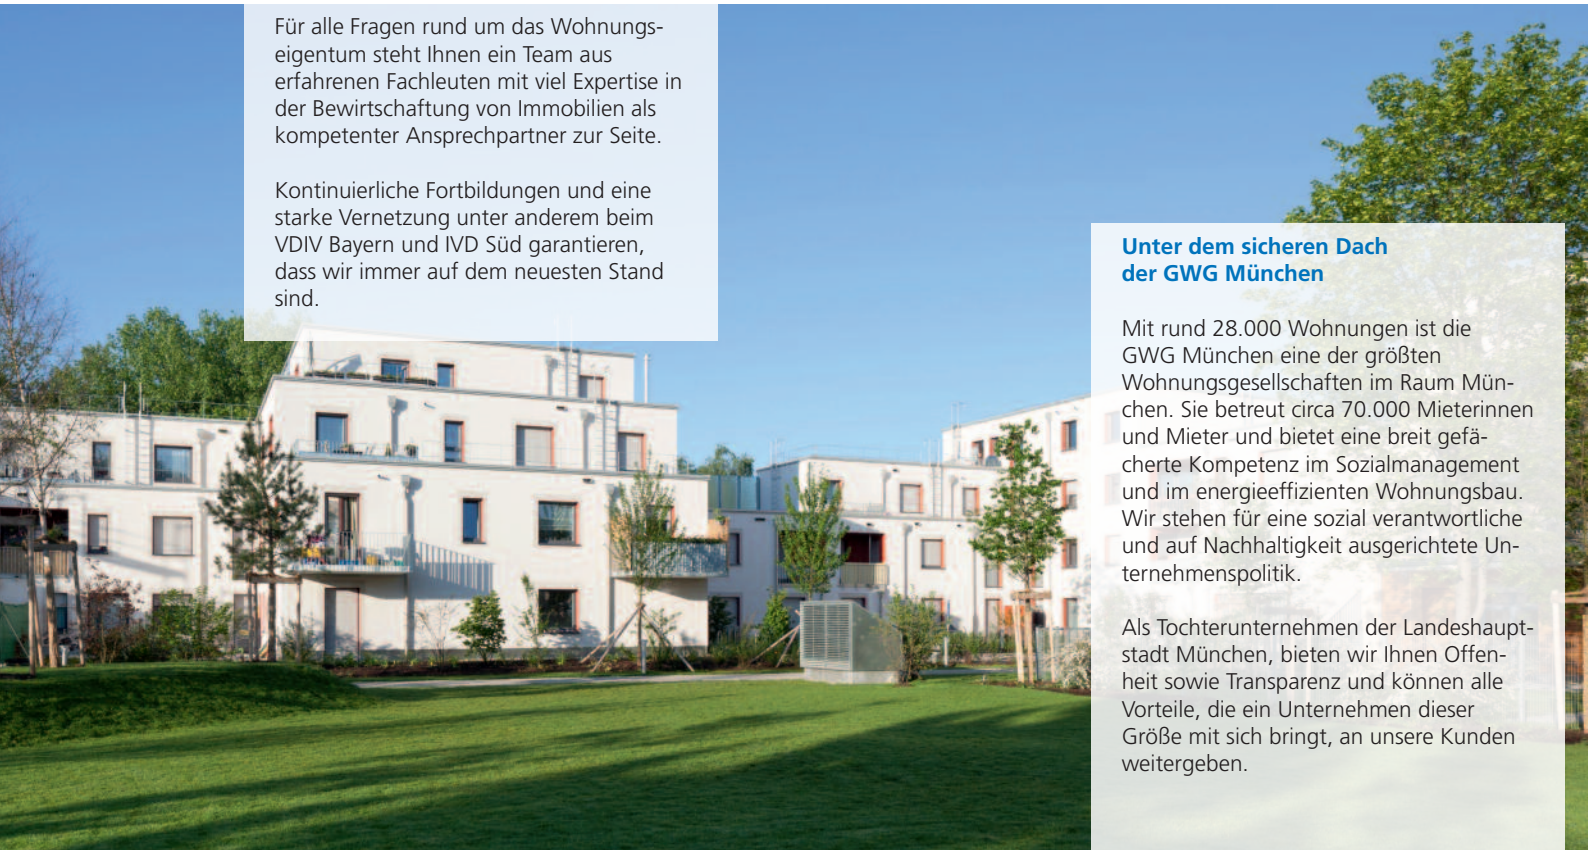 Für alle Fragen rund um das Wohnungs-
eigentum steht Ihnen ein Team aus
erfahrenen Fachleuten mit viel Expertise in
der Bewirtschaftung von Immobilien als
kompetenter Ansprechpartner zur Seite.
Kontinuierliche Fortbildungen und eine
starke Vernetzung unter anderem beim
VDIV Bayern und IVD Süd garantieren,
dass wir immer auf dem neuesten Stand
sind.
Unter dem sicheren Dach
der GWG München
Mit rund 28.000 Wohnungen ist die
GWG München eine der größten
Wohnungsgesellschaften im Raum Mün-
chen. Sie betreut circa 70.000 Mieterinnen
und Mieter und bietet eine breit gefä-
cherte Kompetenz im Sozialmanagement
und im energieeffizienten Wohnungsbau.
Wir stehen für eine sozial verantwortliche
und auf Nachhaltigkeit ausgerichtete Un-
ternehmenspolitik.
Als Tochterunternehmen der Landeshaupt-
stadt München, bieten wir Ihnen Offen-
heit sowie Transparenz und können alle
Vorteile, die ein Unternehmen dieser
Größe mit sich bringt, an unsere Kunden
weitergeben.